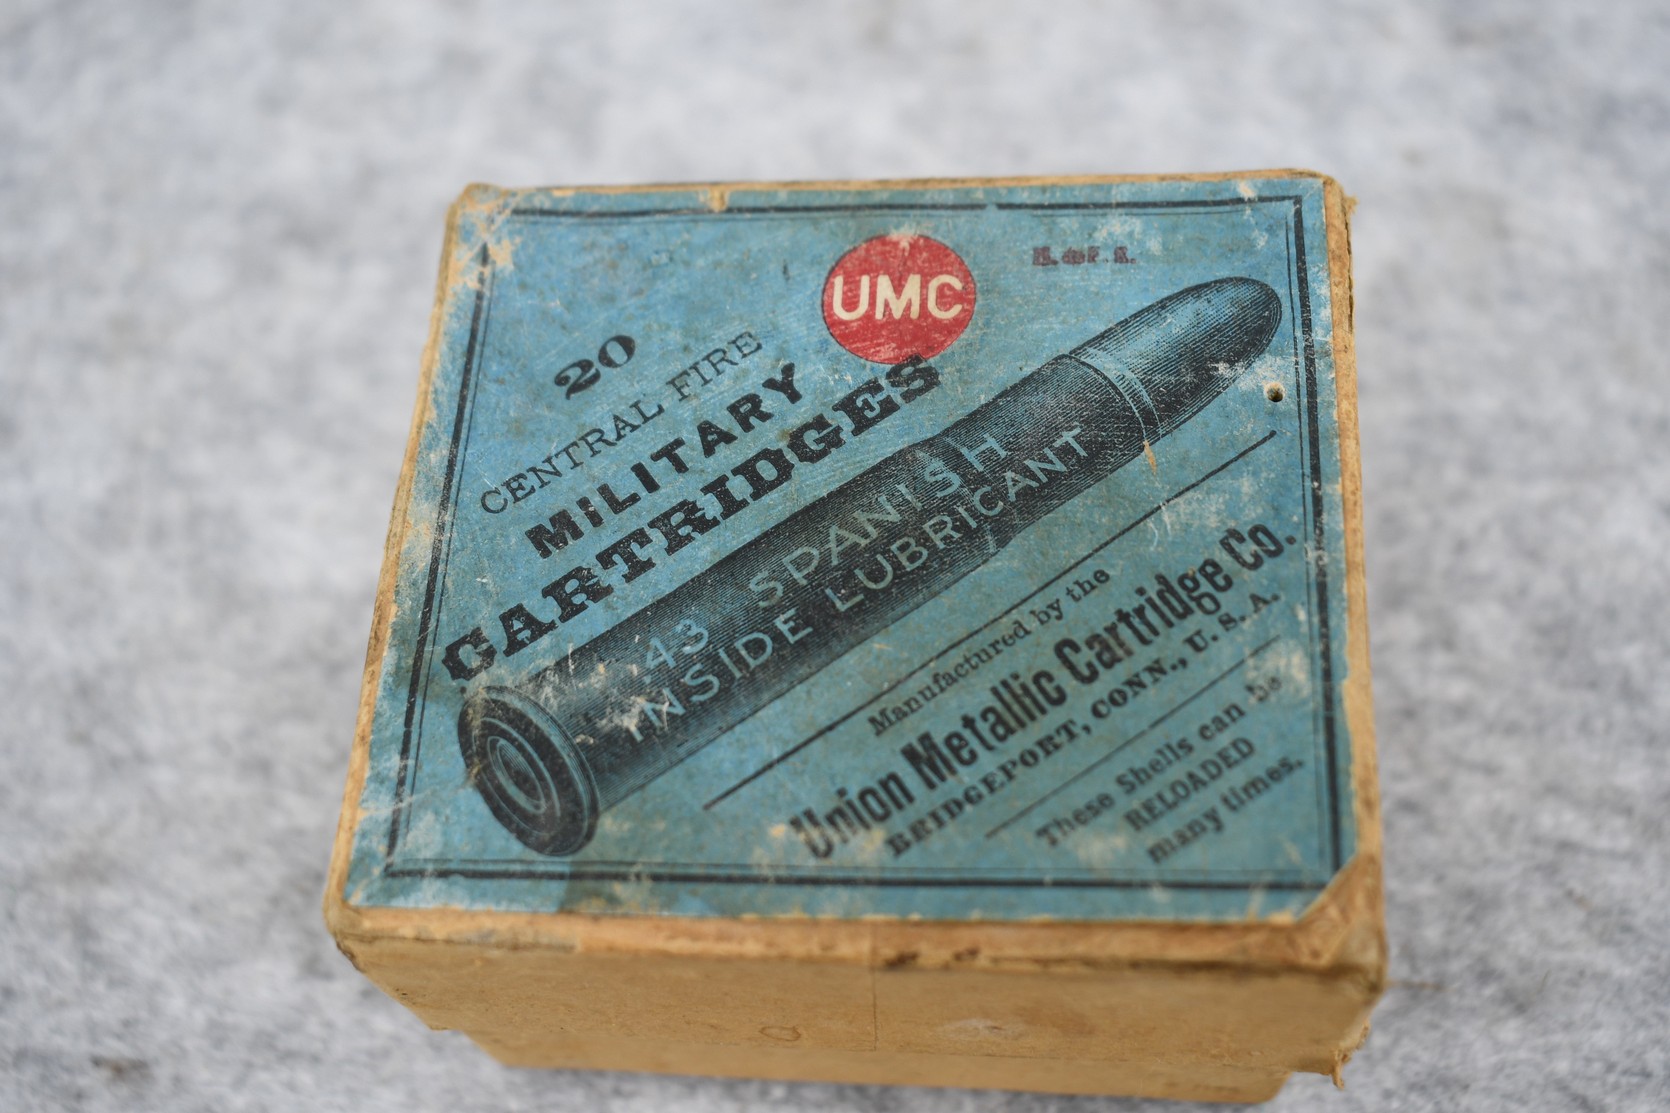 UMC
20
CENTRAL FIRE
MILITARY
CARTRIDGES
43 SPANISH
INSIDE LUBRICANT
Manufactured by the
Union Metallic Cartridge Co.
BRIDGEPORT, CONN., U.S.A.
These Shells can be
RELOADED
many times.